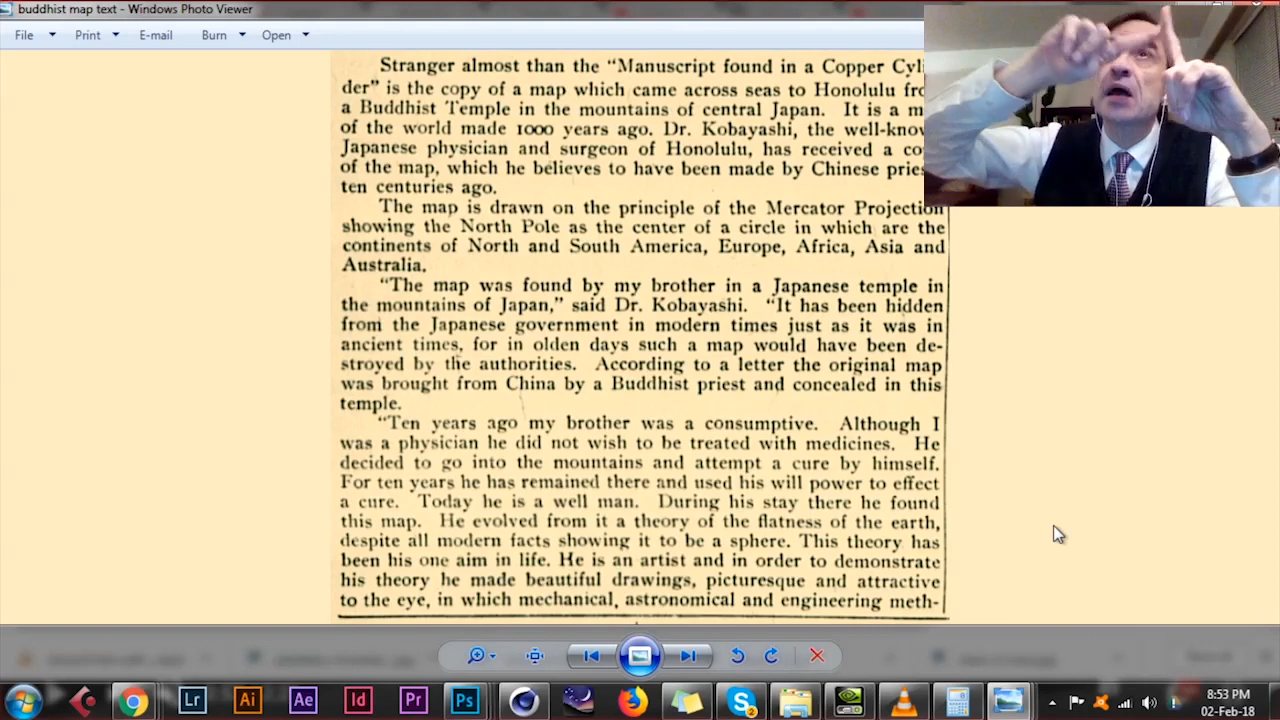 buddhist map text - Windows Photo Viewer
File Print E-mail Burn Open
Stranger almost than the "Manuscript found in a Copper Cyli
der" is the copy of a map which came across seas to Honolulu fro
a Buddhist Temple in the mountains of central Japan. It is a m
of the world made 1000 years ago. Dr. Kobayashi, the well-know
Japanese physician and surgeon of Honolulu, has received a co
of the map, which he believes to have been made by Chinese pries
ten centuries ago.
The map is drawn on the principle of the Mercator Projection
showing the North Pole as the center of a circle in which are the
continents of North and South America, Europe, Africa, Asia and
Australia.
"The map was found by my brother in a Japanese temple in
the mountains of Japan," said Dr. Kobayashi. "It has been hidden
from the Japanese government in modern times just as it was in
ancient times, for in olden days such a map would have been de-
stroyed by the authorities. According to a letter the original map
was brought from China by a Buddhist priest and concealed in this
temple.
"Ten years ago my brother was a consumptive. Although I
was a physician he did not wish to be treated with medicines. He
decided to go into the mountains and attempt a cure by himself.
For ten years he has remained there and used his will power to effect
a cure. Today he is a well man. During his stay there he found
this map. He evolved from it a theory of the flatness of the earth,
despite all modern facts showing it to be a sphere. This theory has
been his one aim in life. He is an artist and in order to demonstrate
his theory he made beautiful drawings, picturesque and attractive
to the eye, in which mechanical, astronomical and engineering meth-
Lr Ai Ae Id Pr Ps S 2
8:53 PM
02-Feb-18